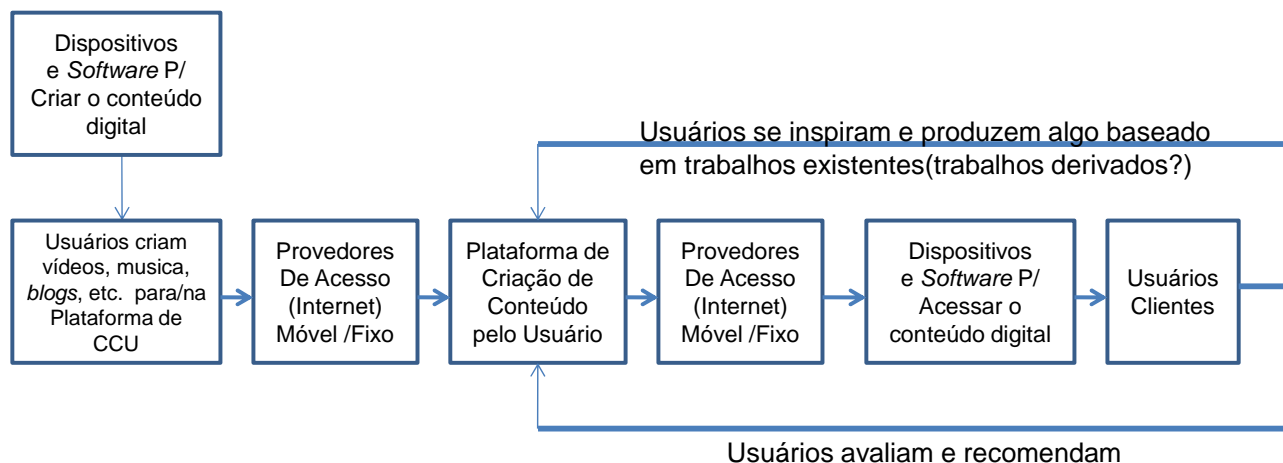 Dispositivos
e Software P/
Criar o conteúdo
digital
Usuários se inspiram e produzem algo baseado
em trabalhos existentes(trabalhos derivados?)
Usuários criam
vídeos, musica,
blogs, etc. para/na
Plataforma de
CCU
Provedores
De Acesso
(Internet)
Móvel /Fixo
Plataforma de
Criação de
Conteúdo
pelo Usuário
Provedores
De Acesso
(Internet)
Móvel /Fixo
Dispositivos
e Software P/
Acessar o
conteúdo digital
Usuários
Clientes
Usuários avaliam e recomendam